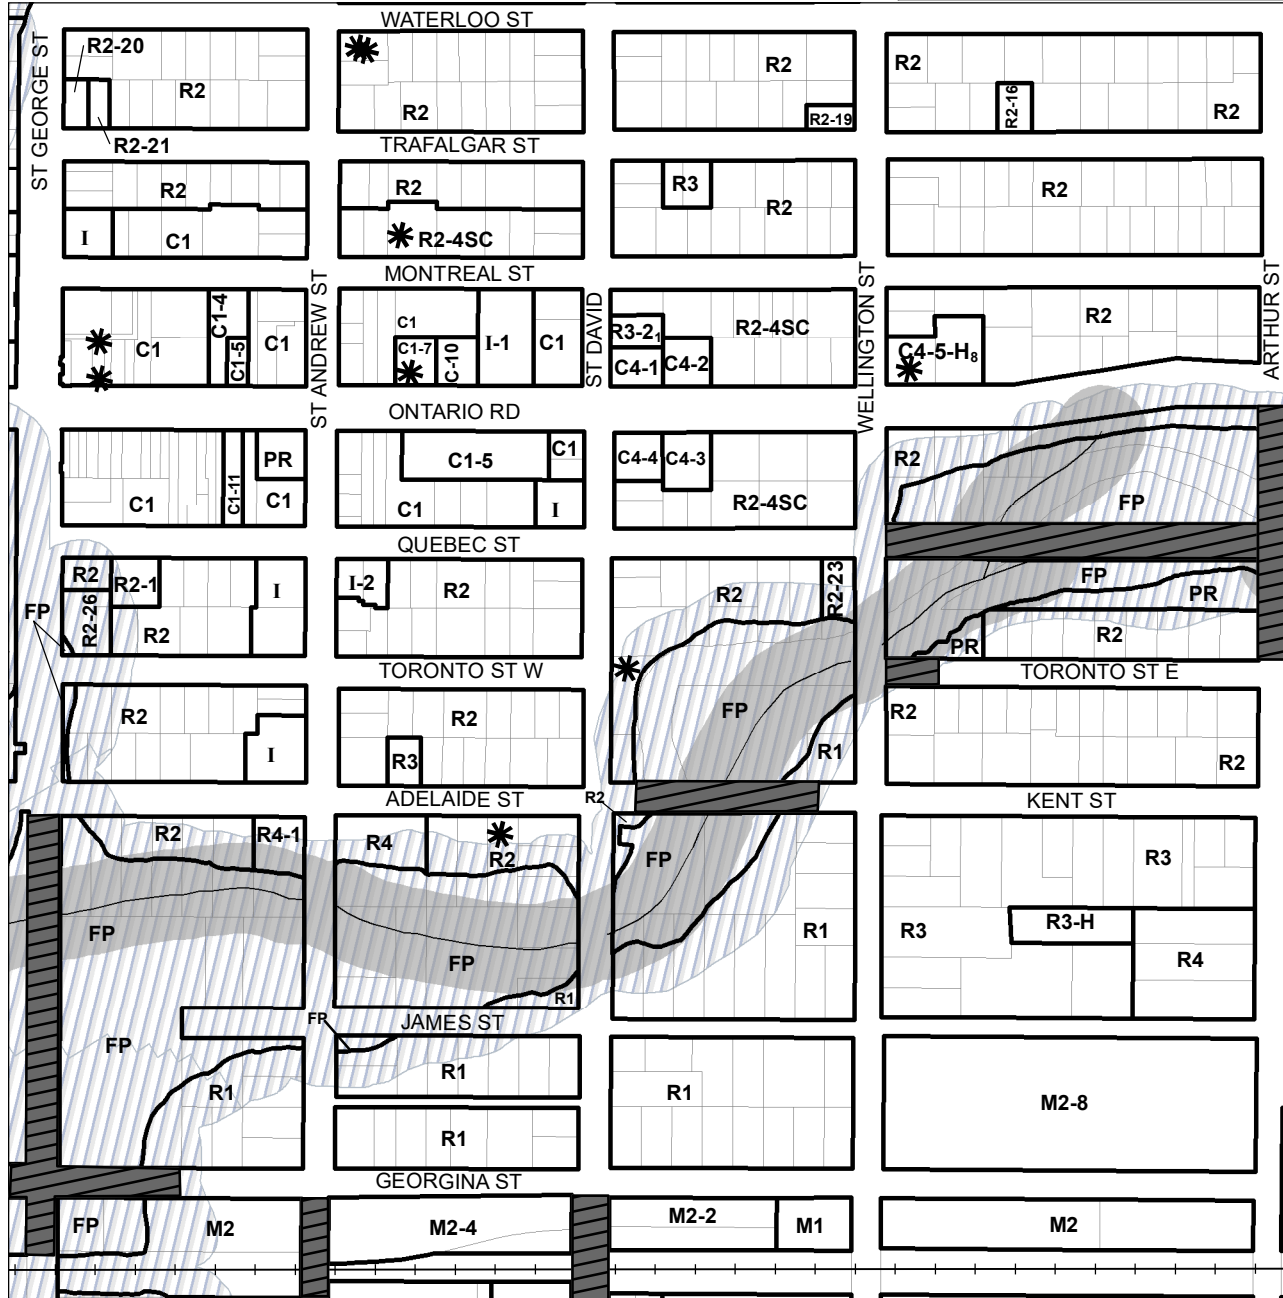 WATERLOO ST
ST GEORGE ST
R2-20
R2
R2-21
R2
R2
R2-19
R2
R2-16
R2
TRAFALGAR ST
R2
I
C1
R2
R2-4SC
R3
R2
R2
MONTREAL ST
ST ANDREW ST
ST DAVID
WELLINGTON ST
ARTHUR ST
C1
C1-4
C1-5
C1
C1
C1-7
C1-10
I-1
C1
R3-2₁
R2-4SC
C4-1
C4-2
R2
C4-5-H₈
ONTARIO RD
C1
C1-11
PR
C1
C1-5
C1
C1
I
C4-4
C4-3
R2-4SC
R2
FP
QUEBEC ST
R2
R2-1
R2-26
R2
I
FP
I-2
R2
R2
R2-23
FP
PR
PR
R2
TORONTO ST W
TORONTO ST E
R2
I
R2
R3
FP
R1
R2
R2
ADELAIDE ST
R2
KENT ST
R2
R4-1
R4
R2
FP
R3
FP
FP
R1
R1
R3
R3-H
R4
JAMES ST
FP
FP
R1
R1
R1
R1
M2-8
GEORGINA ST
FP
M2
M2-4
M2-2
M1
M2